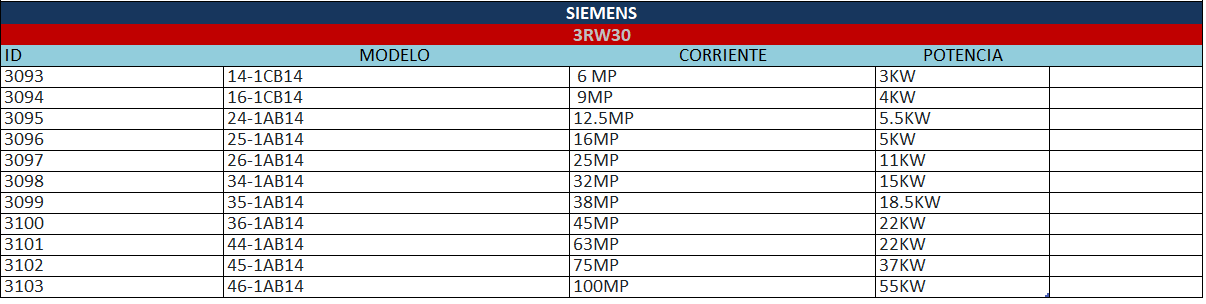 SIEMENS
3RW30
ID MODELO CORRIENTE POTENCIA
3093 14-1CB14 6 MP 3KW
3094 16-1CB14 9MP 4KW
3095 24-1AB14 12.5MP 5.5KW
3096 25-1AB14 16MP 5KW
3097 26-1AB14 25MP 11KW
3098 34-1AB14 32MP 15KW
3099 35-1AB14 38MP 18.5KW
3100 36-1AB14 45MP 22KW
3101 44-1AB14 63MP 22KW
3102 45-1AB14 75MP 37KW
3103 46-1AB14 100MP 55KW